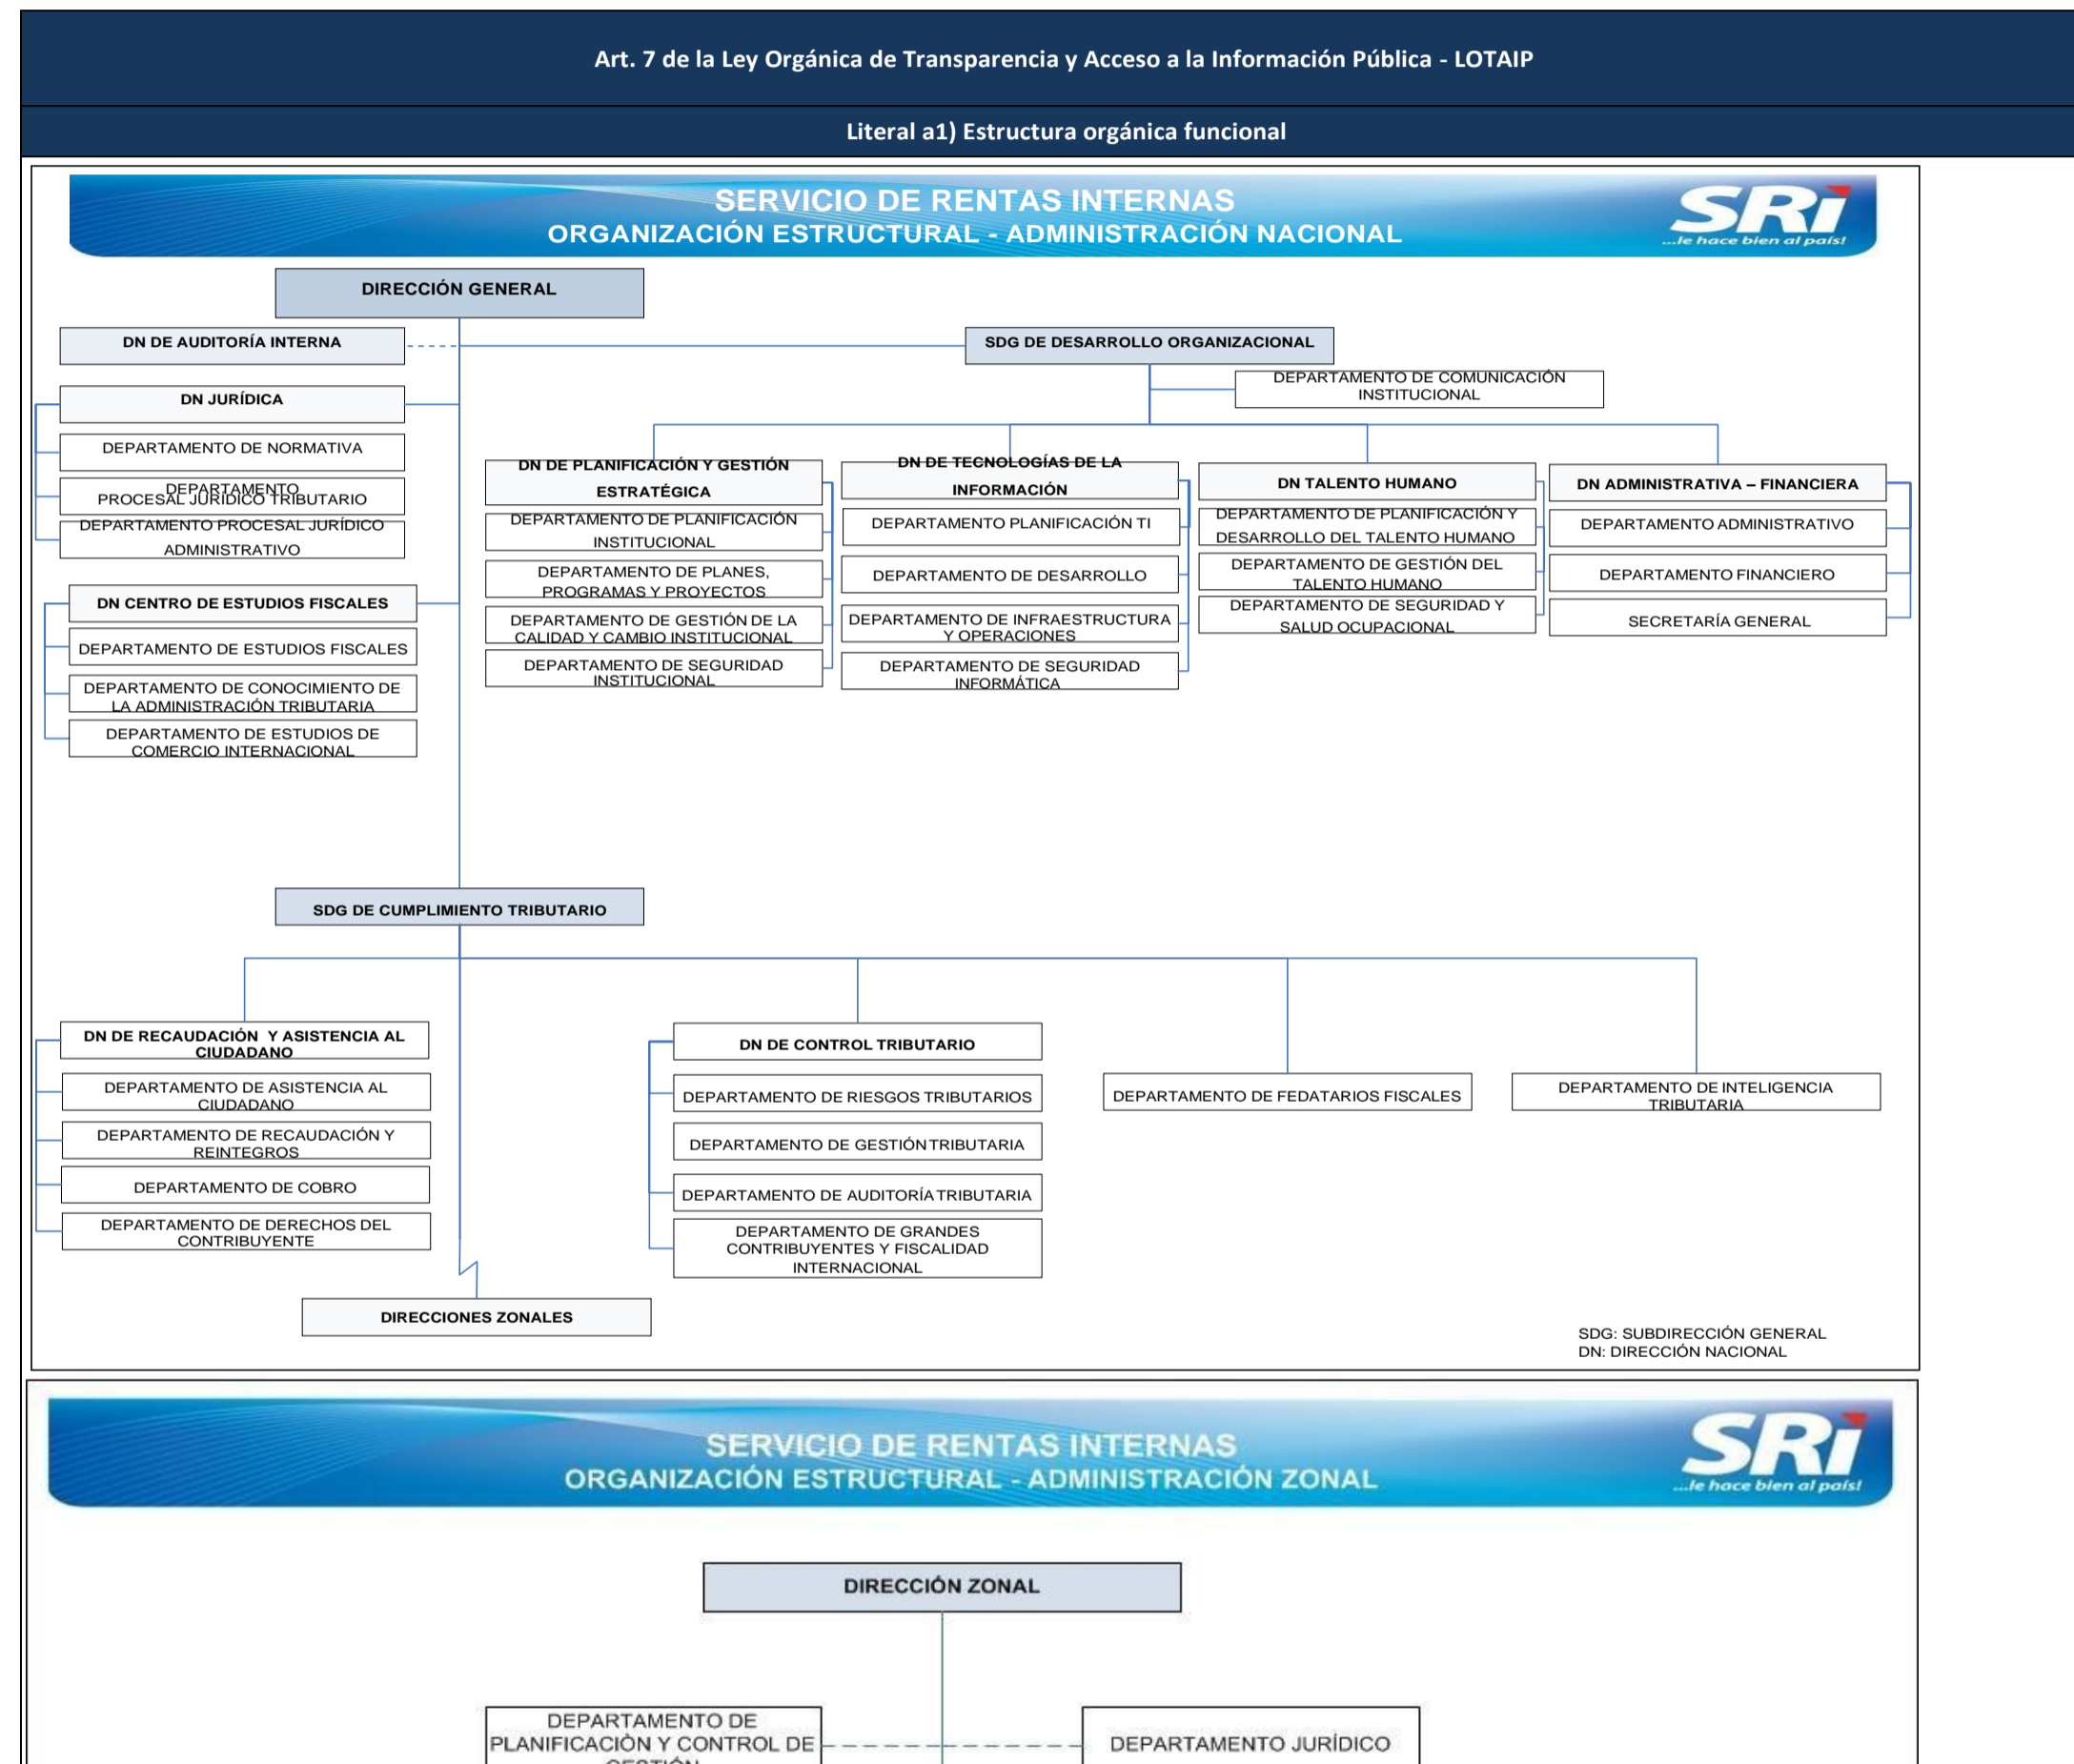 Art. 7 de la Ley Orgánica de Transparencia y Acceso a la Información Pública - LOTAIP
Literal a1) Estructura orgánica funcional
SERVICIO DE RENTAS INTERNAS
ORGANIZACIÓN ESTRUCTURAL - ADMINISTRACIÓN NACIONAL
SRi
...le hace bien al país!
DIRECCIÓN GENERAL
DN DE AUDITORÍA INTERNA
SDG DE DESARROLLO ORGANIZACIONAL
DEPARTAMENTO DE COMUNICACIÓN
INSTITUCIONAL
DN JURÍDICA
DEPARTAMENTO DE NORMATIVA
DEPARTAMENTO
PROCESAL JURÍDICO TRIBUTARIO
DEPARTAMENTO PROCESAL JURÍDICO
ADMINISTRATIVO
DN CENTRO DE ESTUDIOS FISCALES
DEPARTAMENTO DE ESTUDIOS FISCALES
DEPARTAMENTO DE CONOCIMIENTO DE
LA ADMINISTRACIÓN TRIBUTARIA
DEPARTAMENTO DE ESTUDIOS DE
COMERCIO INTERNACIONAL
DN DE PLANIFICACIÓN Y GESTIÓN
ESTRATÉGICA
DEPARTAMENTO DE PLANIFICACIÓN
INSTITUCIONAL
DEPARTAMENTO DE PLANES,
PROGRAMAS Y PROYECTOS
DEPARTAMENTO DE GESTIÓN DE LA
CALIDAD Y CAMBIO INSTITUCIONAL
DEPARTAMENTO DE SEGURIDAD
INSTITUCIONAL
DN DE TECNOLOGÍAS DE LA
INFORMACIÓN
DEPARTAMENTO PLANIFICACIÓN TI
DEPARTAMENTO DE DESARROLLO
DEPARTAMENTO DE INFRAESTRUCTURA
Y OPERACIONES
DEPARTAMENTO DE SEGURIDAD
INFORMÁTICA
DN TALENTO HUMANO
DEPARTAMENTO DE PLANIFICACIÓN Y
DESARROLLO DEL TALENTO HUMANO
DEPARTAMENTO DE GESTIÓN DEL
TALENTO HUMANO
DEPARTAMENTO DE SEGURIDAD Y
SALUD OCUPACIONAL
DN ADMINISTRATIVA – FINANCIERA
DEPARTAMENTO ADMINISTRATIVO
DEPARTAMENTO FINANCIERO
SECRETARÍA GENERAL
SDG DE CUMPLIMIENTO TRIBUTARIO
DN DE RECAUDACIÓN Y ASISTENCIA AL
CIUDADANO
DEPARTAMENTO DE ASISTENCIA AL
CIUDADANO
DEPARTAMENTO DE RECAUDACIÓN Y
REINTEGROS
DEPARTAMENTO DE COBRO
DEPARTAMENTO DE DERECHOS DEL
CONTRIBUYENTE
DN DE CONTROL TRIBUTARIO
DEPARTAMENTO DE RIESGOS TRIBUTARIOS
DEPARTAMENTO DE GESTIÓN TRIBUTARIA
DEPARTAMENTO DE AUDITORÍA TRIBUTARIA
DEPARTAMENTO DE GRANDES
CONTRIBUYENTES Y FISCALIDAD
INTERNACIONAL
DEPARTAMENTO DE FEDATARIOS FISCALES
DEPARTAMENTO DE INTELIGENCIA
TRIBUTARIA
DIRECCIONES ZONALES
SDG: SUBDIRECCIÓN GENERAL
DN: DIRECCIÓN NACIONAL
SERVICIO DE RENTAS INTERNAS
ORGANIZACIÓN ESTRUCTURAL - ADMINISTRACIÓN ZONAL
SRi
...le hace bien al país!
DIRECCIÓN ZONAL
DEPARTAMENTO DE
PLANIFICACIÒN Y CONTROL DE
GESTIÓN
DEPARTAMENTO JURÍDICO